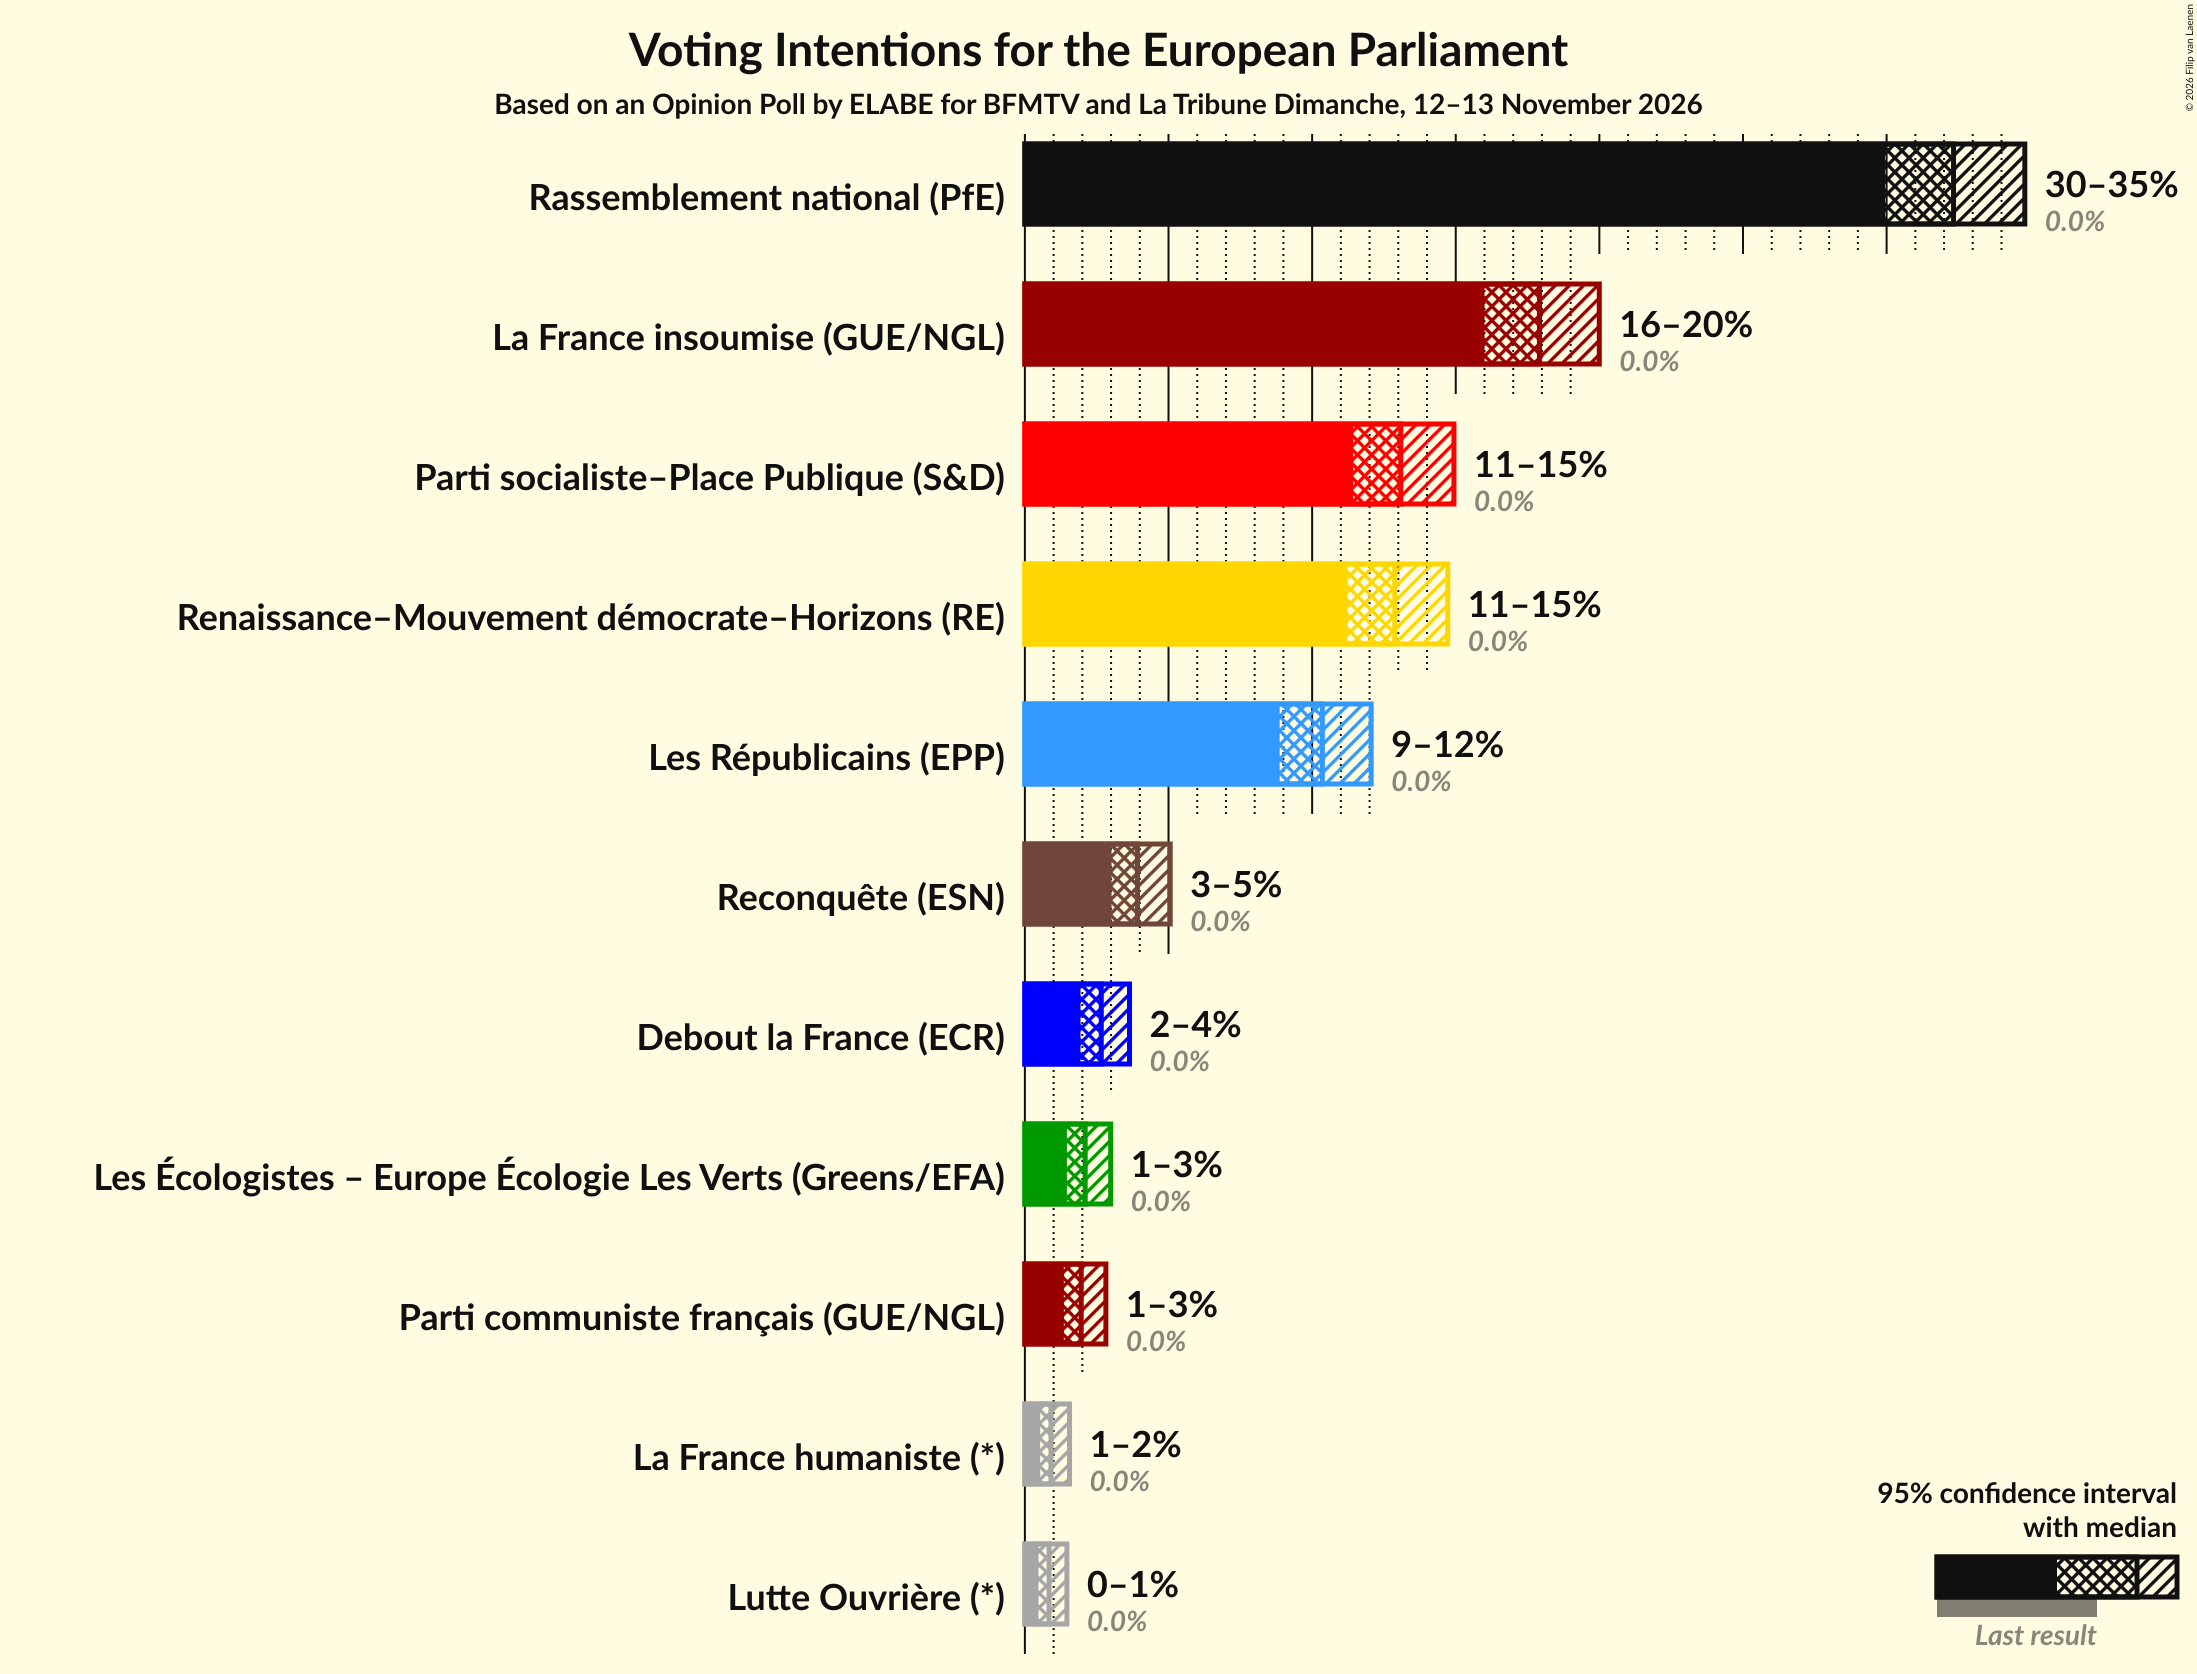 Voting Intentions for the European Parliament
Based on an Opinion Poll by ELABE for BFMTV and La Tribune Dimanche, 12–13 November 2026
© 2026 Filip van Laenen
Rassemblement national (PfE)
30–35%
0.0%
La France insoumise (GUE/NGL)
16–20%
0.0%
Parti socialiste–Place Publique (S&D)
11–15%
0.0%
Renaissance–Mouvement démocrate–Horizons (RE)
11–15%
0.0%
Les Républicains (EPP)
9–12%
0.0%
Reconquête (ESN)
3–5%
0.0%
Debout la France (ECR)
2–4%
0.0%
Les Écologistes – Europe Écologie Les Verts (Greens/EFA)
1–3%
0.0%
Parti communiste français (GUE/NGL)
1–3%
0.0%
La France humaniste (*)
1–2%
0.0%
Lutte Ouvrière (*)
0–1%
0.0%
95% confidence interval
with median
Last result